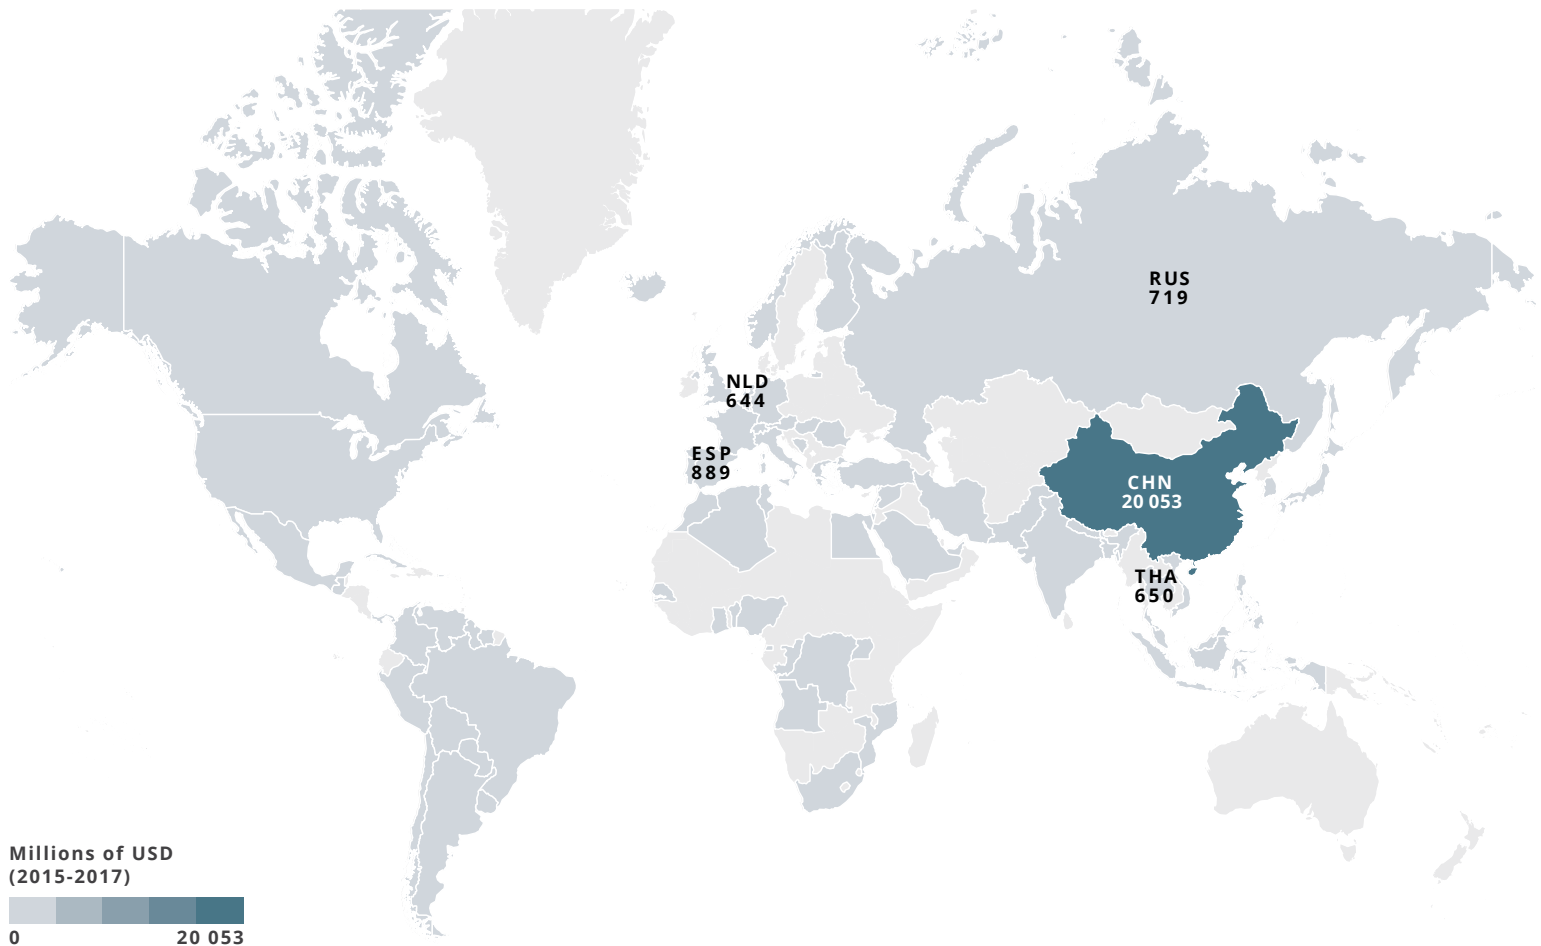 RUS
719
NLD
644
ESP
889
CHN
20 053
THA
650
Millions of USD
(2015-2017)
0
20 053